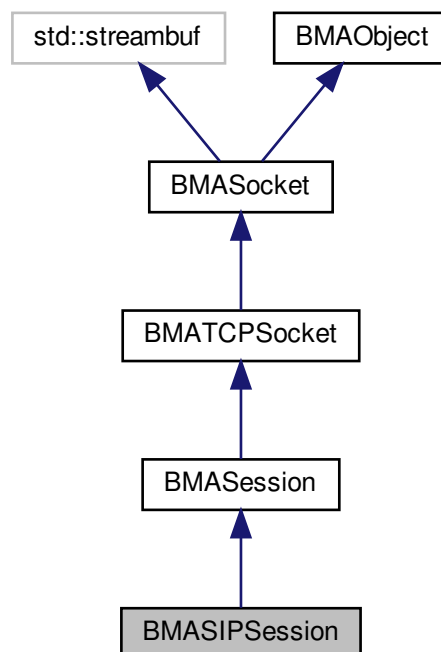 std::streambuf
BMAObject
BMASocket
BMATCPSocket
BMASession
BMASIPSession